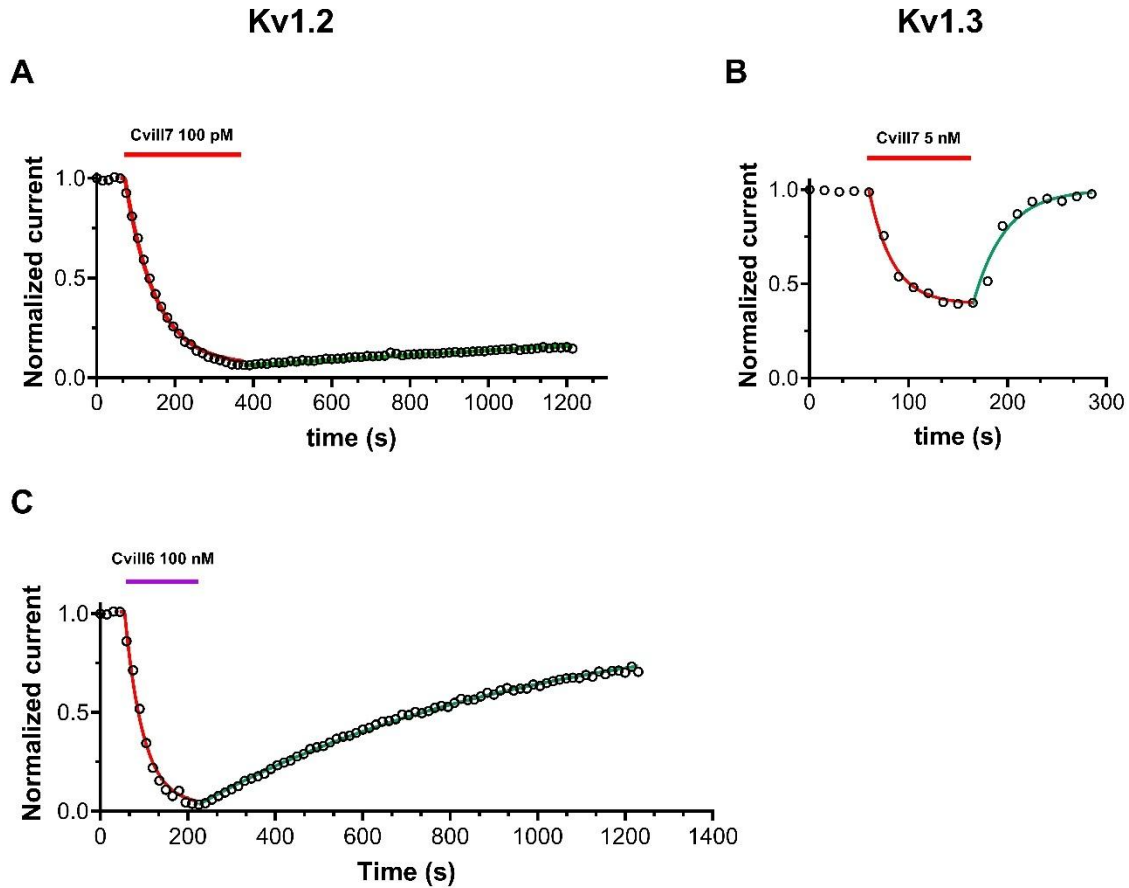 Kv1.2
Kv1.3
A
B
CvIII7 100 pM
CvIII7 5 nM
Normalized current
1.0
0.5
0.0
0
200
400
600
800
1000
1200
time (s)
Normalized current
1.0
0.5
0.0
0
100
200
300
time (s)
C
CvIII6 100 nM
Normalized current
1.0
0.5
0.0
0
200
400
600
800
1000
1200
1400
Time (s)